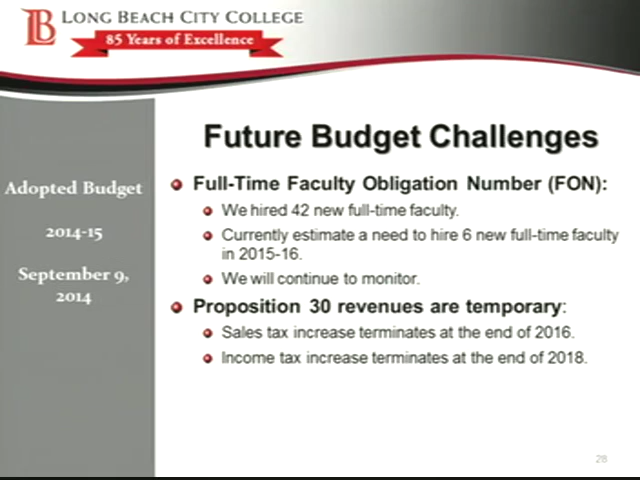 LB LONG BEACH CITY COLLEGE
85 Years of Excellence
Future Budget Challenges
Adopted Budget
2014-15
September 9,
2014
Full-Time Faculty Obligation Number (FON):
We hired 42 new full-time faculty.
Currently estimate a need to hire 6 new full-time faculty
in 2015-16.
We will continue to monitor.
Proposition 30 revenues are temporary:
Sales tax increase terminates at the end of 2016.
Income tax increase terminates at the end of 2018.
28